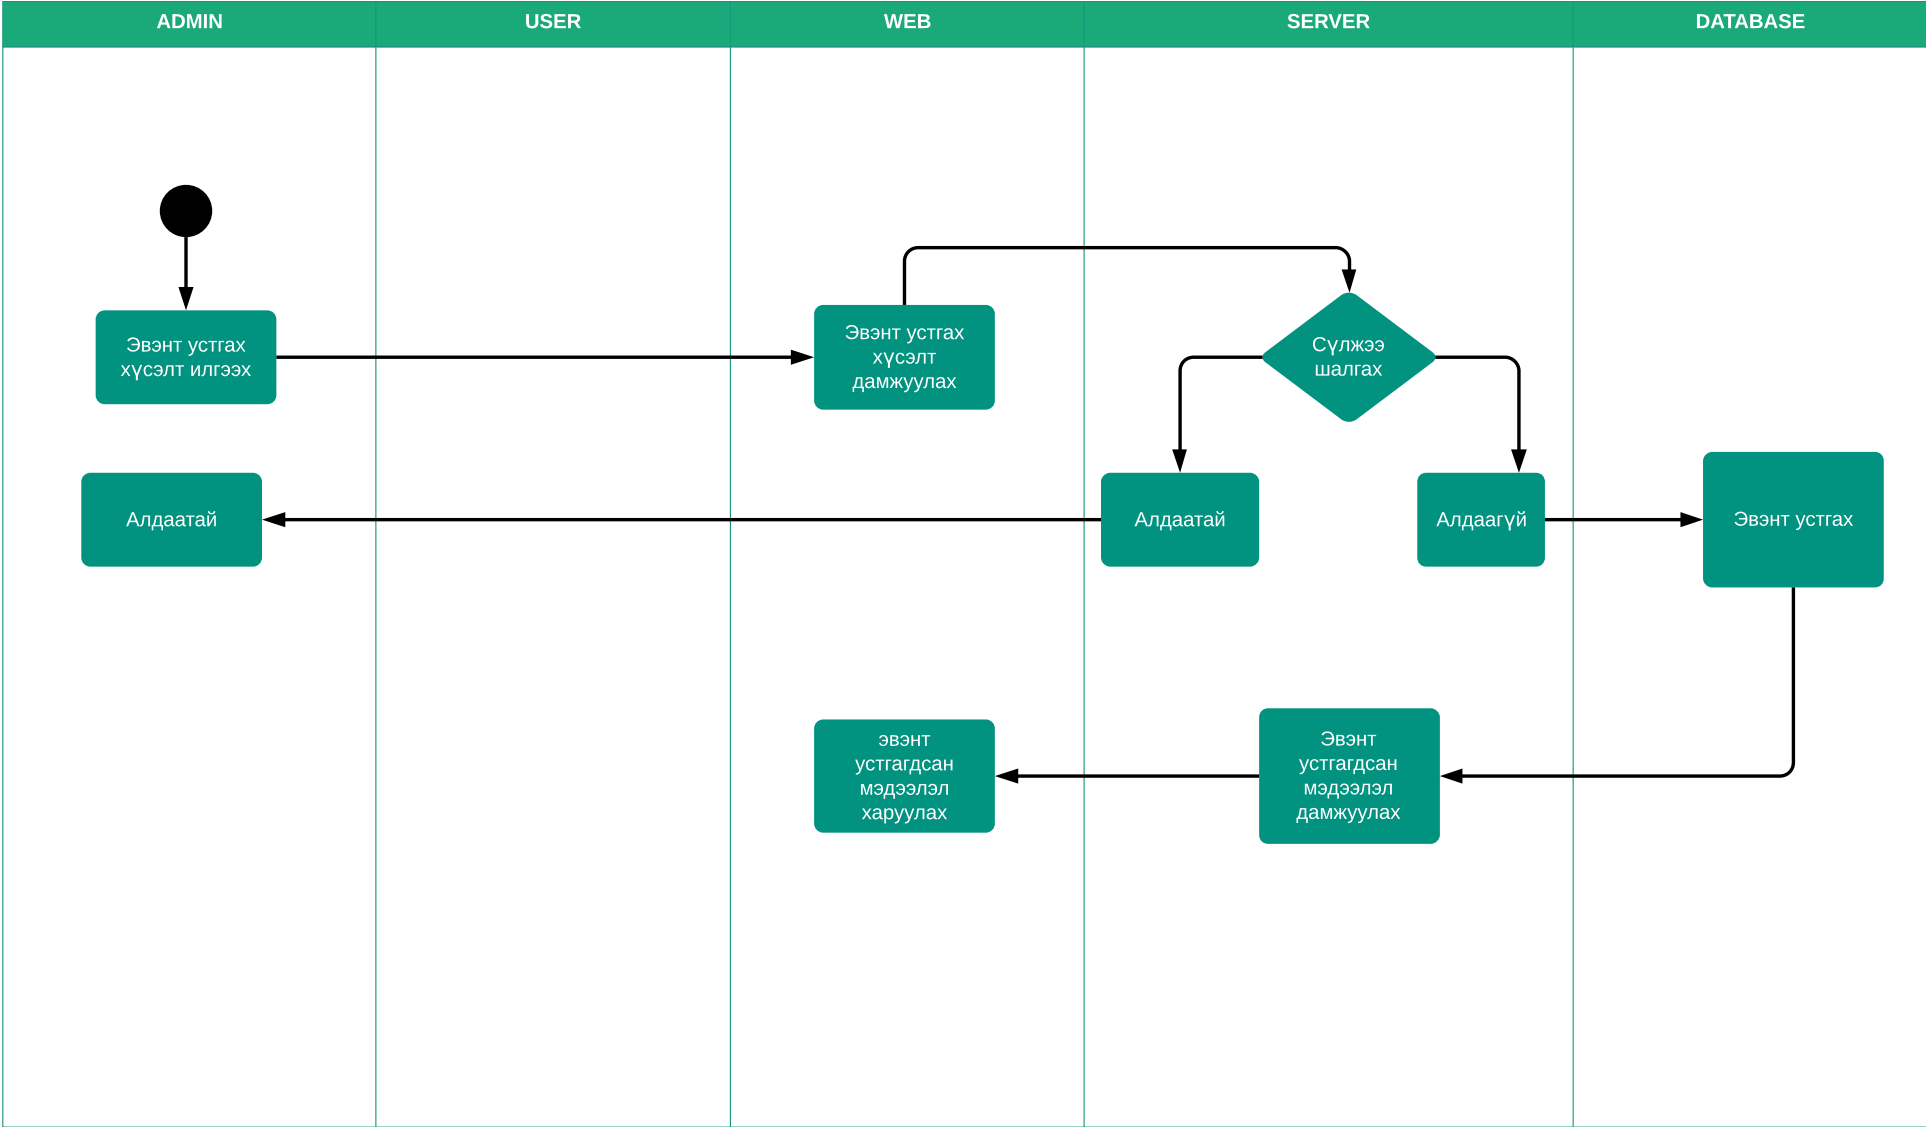 ADMIN
USER
WEB
SERVER
DATABASE
Эвэнт устгах
хүсэлт илгээх
Эвэнт устгах
хүсэлт
дамжуулах
Сүлжээ
шалгах
Алдаатай
Алдаатай
Алдаагүй
Эвэнт устгах
эвэнт
устгагдсан
мэдээлэл
харуулах
Эвэнт
устгагдсан
мэдээлэл
дамжуулах